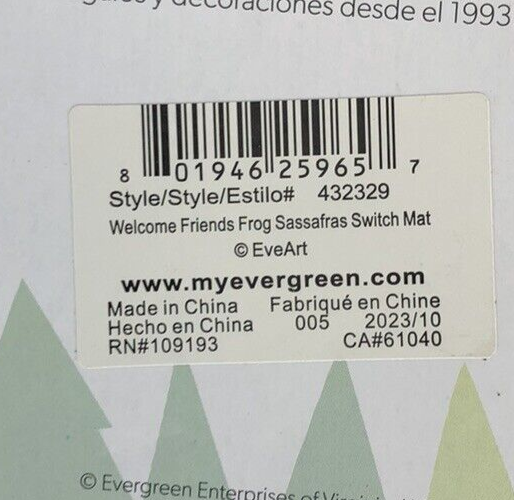 y decoraciones desde el 1993
8 01946 25965 7
Style/Style/Estilo# 432329
Welcome Friends Frog Sassafras Switch Mat
© EveArt
www.myevergreen.com
Made in China Fabriqué en Chine
Hecho en China 005 2023/10
RN#109193 CA#61040
© Evergreen Enterprises of